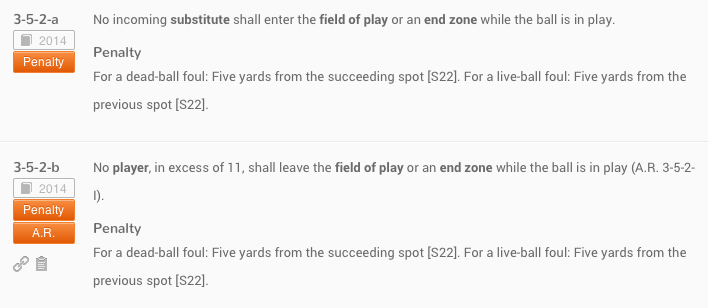 3-5-2-a
2014
Penalty
No incoming substitute shall enter the field of play or an end zone while the ball is in play.
Penalty
For a dead-ball foul: Five yards from the succeeding spot [S22]. For a live-ball foul: Five yards from the
previous spot [S22].
3-5-2-b
2014
Penalty
A.R.
No player, in excess of 11, shall leave the field of play or an end zone while the ball is in play (A.R. 3-5-2-
I).
Penalty
For a dead-ball foul: Five yards from the succeeding spot [S22]. For a live-ball foul: Five yards from the
previous spot [S22].